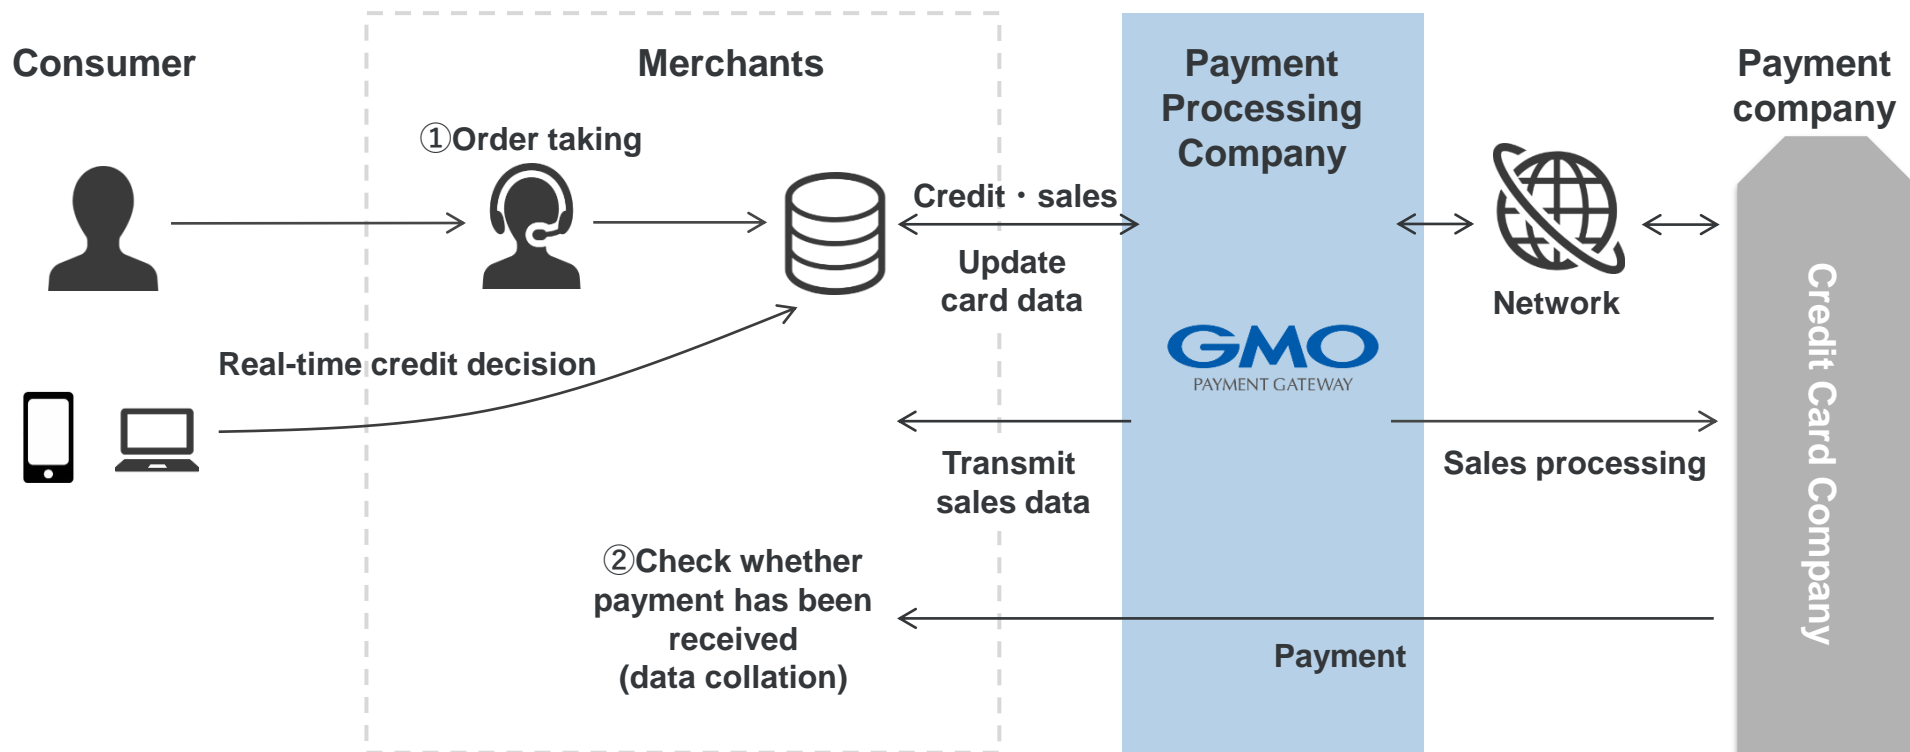 Consumer
Merchants
Payment
Processing
Company
Payment
company
①Order taking
Credit・sales
Update
card data
Network
GMO
PAYMENT GATEWAY
Real-time credit decision
Transmit
sales data
Sales processing
Credit Card Company
②Check whether
payment has been
received
(data collation)
Payment